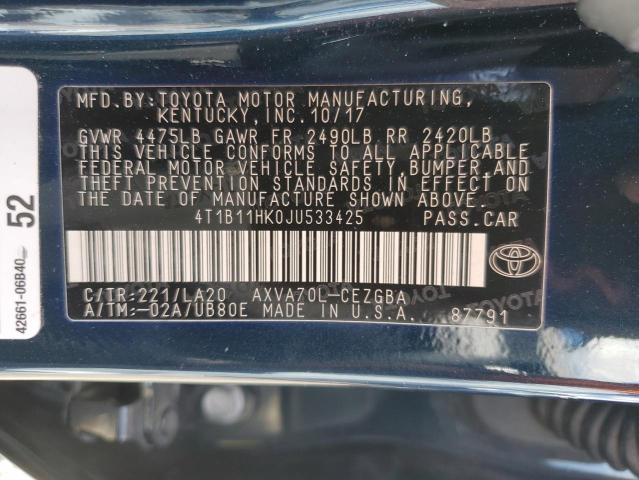 MFD.BY:TOYOTA MOTOR MANUFACTURING,
KENTUCKY, INC.10/17
GVWR 4475LB GAWR FR 2490LB RR 2420LB
THIS VEHICLE CONFORMS TO ALL APPLICABLE
FEDERAL MOTOR VEHICLE SAFETY, BUMPER, AND
THEFT PREVENTION STANDARDS IN EFFECT ON
THE DATE OF MANUFACTURE SHOWN ABOVE.
4T1B11HK0JU533425 PASS.CAR
TOYOTA
C/TR:221/LA20 AXVA70L-CEZGBA
A/TM:-02A/UB80E MADE IN U.S.A. 87791
52
42661-06B40